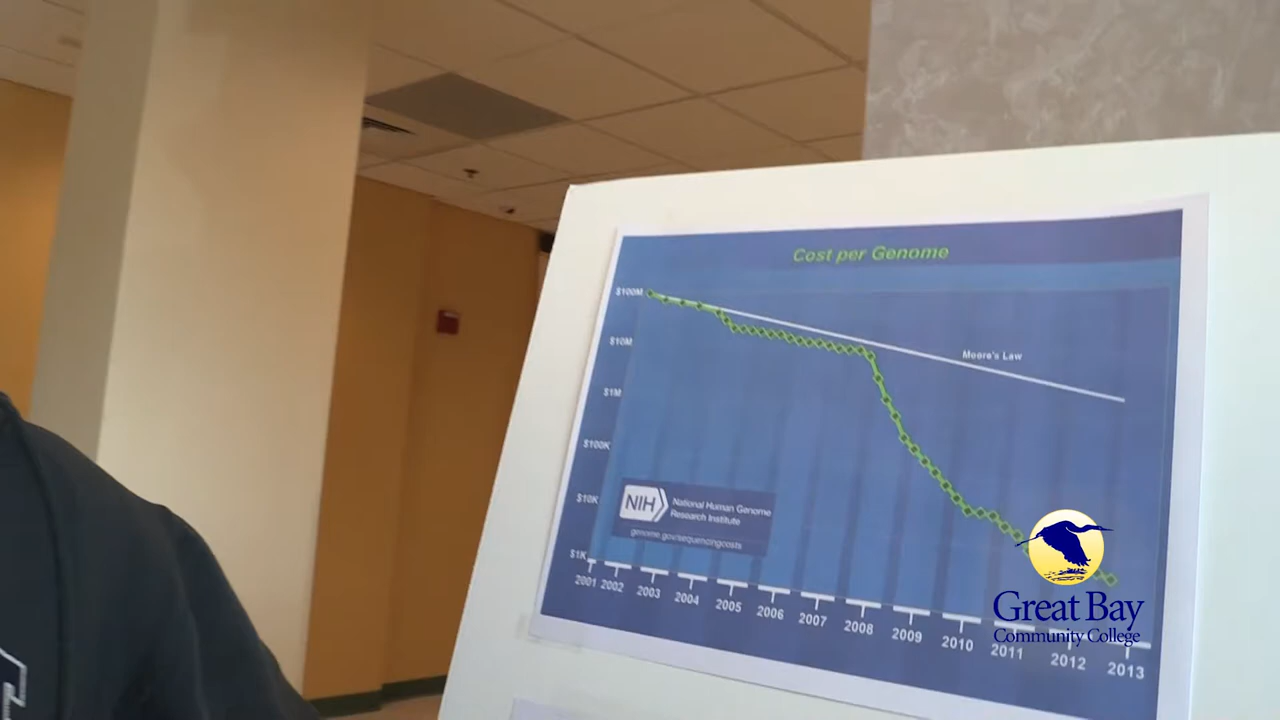 Cost per Genome
$100M
$10M
Moore's Law
$1M
$100K
$10K
NIH
National Human Genome
Research Institute
genome.gov/sequencingcosts
$1K
2001 2002 2003 2004 2005 2006 2007 2008 2009 2010 2011 2012 2013
Great Bay
Community College